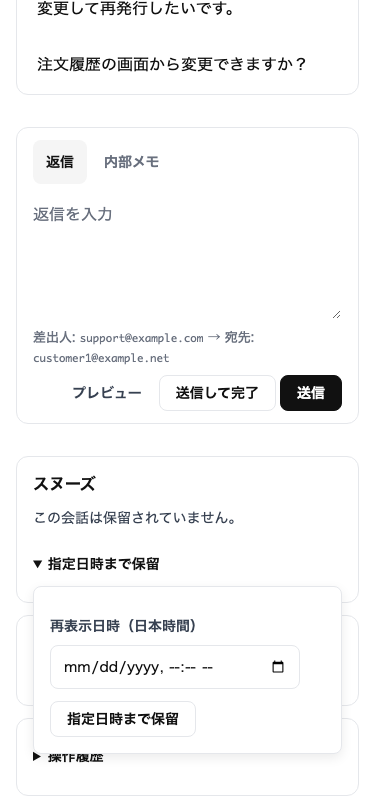 変更して再発行したいです。
注文履歴の画面から変更できますか？
返信 内部メモ
返信を入力
差出人: support@example.com → 宛先:
customer1@example.net
プレビュー 送信して完了 送信
スヌーズ
この会話は保留されていません。
▼ 指定日時まで保留
再表示日時（日本時間）
mm/dd/yyyy, --:-- --
指定日時まで保留
▶ 操作履歴